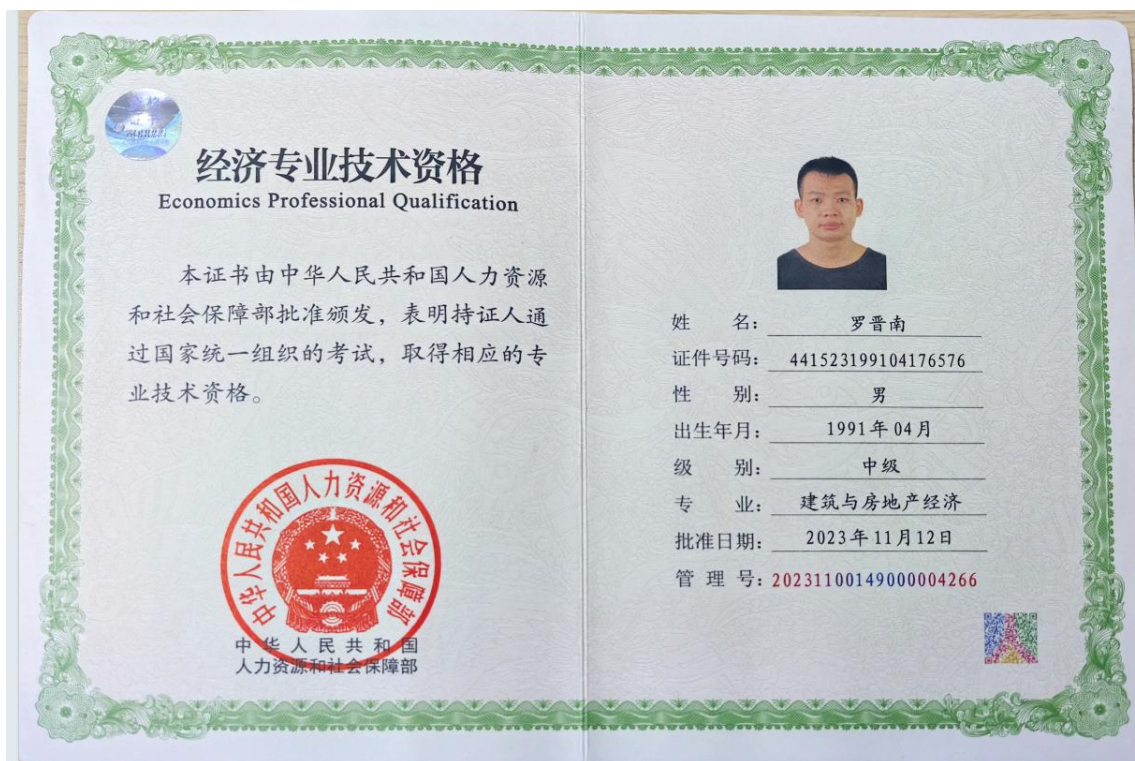 经济专业技术资格
Economics Professional Qualification
本证书由中华人民共和国人力资源
和社会保障部批准颁发，表明持证人通
过国家统一组织的考试，取得相应的专
业技术资格。
中华人民共和国人力资源和社会保障部
中华人民共和国
人力资源和社会保障部
姓 名： 罗晋南
证件号码： 441523199104176576
性 别： 男
出生年月： 1991年04月
级 别： 中级
专 业： 建筑与房地产经济
批准日期： 2023年11月12日
管 理 号：20231100149000004266